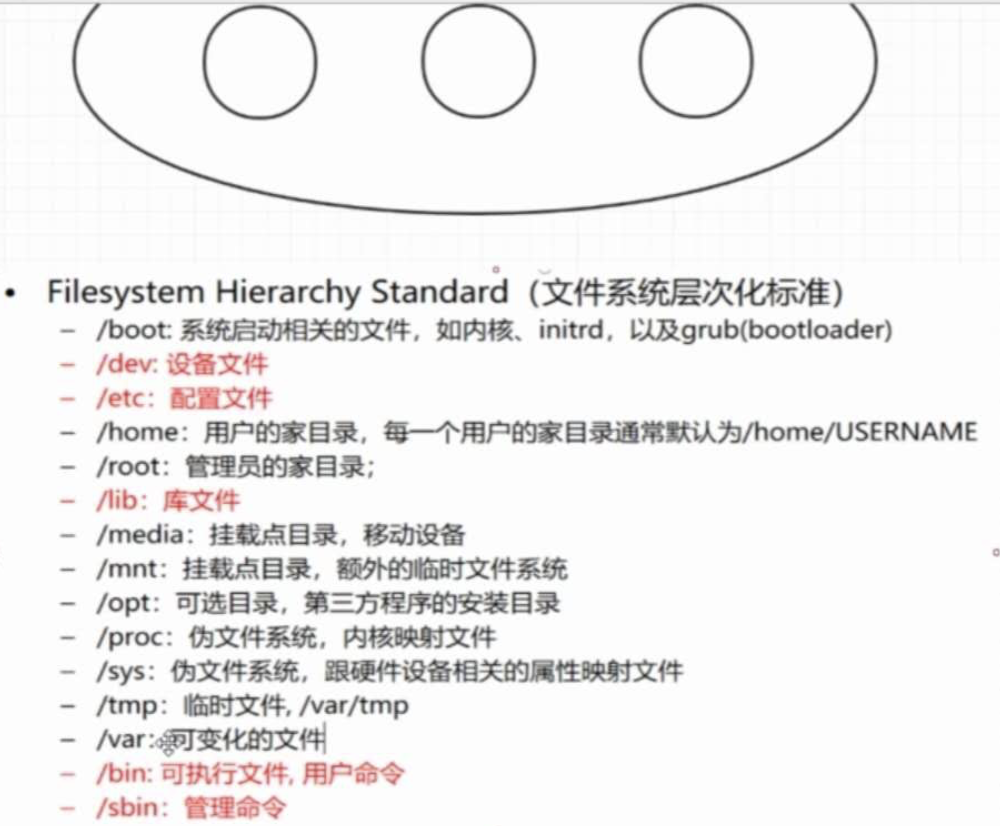 • Filesystem Hierarchy Standard（文件系统层次化标准）
– /boot: 系统启动相关的文件，如内核、initrd，以及grub(bootloader)
– /dev: 设备文件
– /etc：配置文件
– /home：用户的家目录，每一个用户的家目录通常默认为/home/USERNAME
– /root：管理员的家目录；
– /lib：库文件
– /media：挂载点目录，移动设备
– /mnt：挂载点目录，额外的临时文件系统
– /opt：可选目录，第三方程序的安装目录
– /proc：伪文件系统，内核映射文件
– /sys：伪文件系统，跟硬件设备相关的属性映射文件
– /tmp：临时文件, /var/tmp
– /var：可变化的文件
– /bin: 可执行文件, 用户命令
– /sbin：管理命令